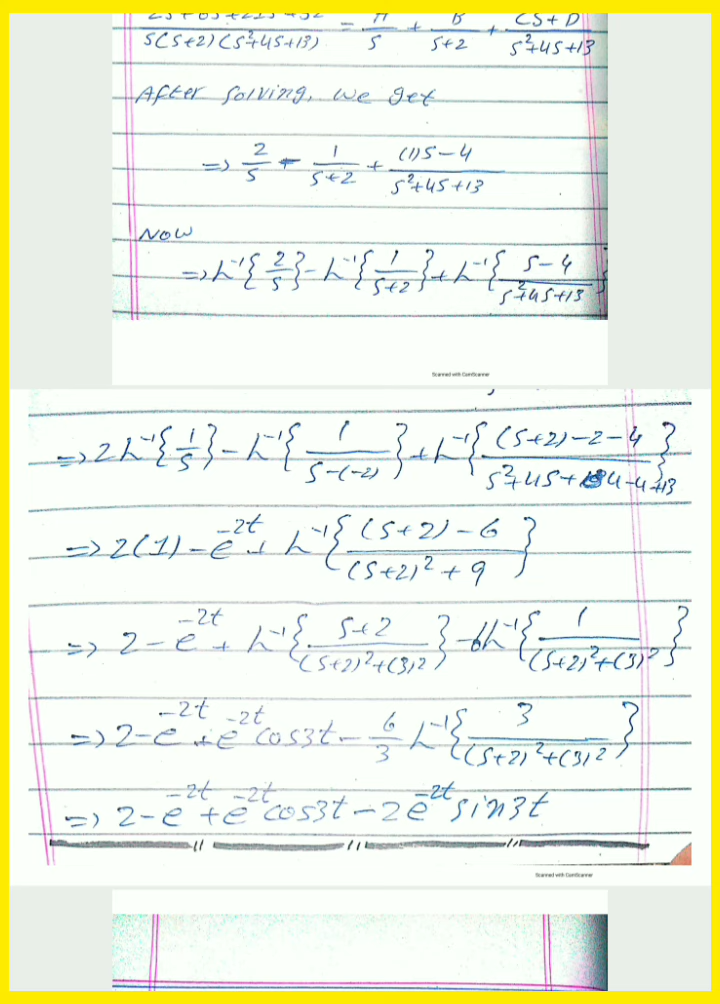 S(S+2)(S²+4S+13) = A/S + B/S+2 + CS+D/S²+4S+13
After Solving, we get
=> 2/S - 1/S+2 + (1)S-4/S²+4S+13
Now
=> L⁻¹{2/S} - L⁻¹{1/S+2} + L⁻¹{S-4/S²+4S+13}
Scanned with CamScanner
=> 2L⁻¹{1/S} - L⁻¹{1/S-(-2)} + L⁻¹{(S+2)-2-4/S²+4S+4-4+13}
=> 2(1) - e⁻²ᵗ + L⁻¹{(S+2)-6/(S+2)²+9}
=> 2 - e⁻²ᵗ + L⁻¹{S+2/(S+2)²+(3)²} - 6L⁻¹{1/(S+2)²+(3)²}
=> 2 - e⁻²ᵗ + e⁻²ᵗ cos3t - 6/3 L⁻¹{3/(S+2)²+(3)²}
=> 2 - e⁻²ᵗ + e⁻²ᵗ cos3t - 2e⁻²ᵗ sin3t
Scanned with CamScanner